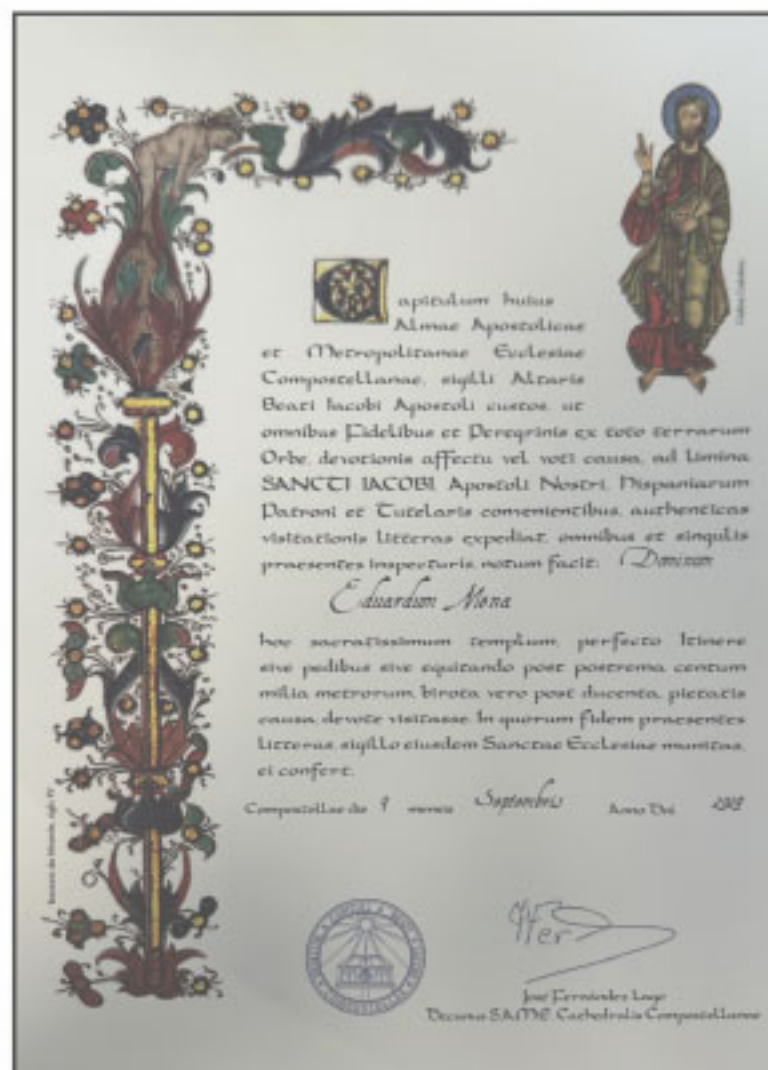 Capitulum huius
Almae Apostolicae
et Metropolitanae Ecclesiae
Compostellanae, sigilli Altaris
Beati Iacobi Apostoli custos, ut
omnibus Fidelibus et Peregrinis ex toto terrarum
Orbe, devotionis affectu vel voti causa, ad limina
SANCTI IACOBI, Apostoli Nostri, Hispaniarum
Patroni et Tutelaris convenientibus, authenticas
visitationis litteras expediat, omnibus et singulis
praesentes inspecturis, notum facit: Dominum
Eduardum Mena
hoc sacratissimum templum, perfecto Itinere
sive pedibus sive equitando post postrema centum
milia metrorum, birota vero post ducenta, pietatis
causa, devote visitasse. In quorum fidem praesentes
litteras, sigillo eiusdem Sanctae Ecclesiae munitas,
ei confert.
Compostellae die 9 mensis Septembris Anno Dni 2019
José Fernández Lago
Decanus S.A.M.E. Cathedralis Compostellanae